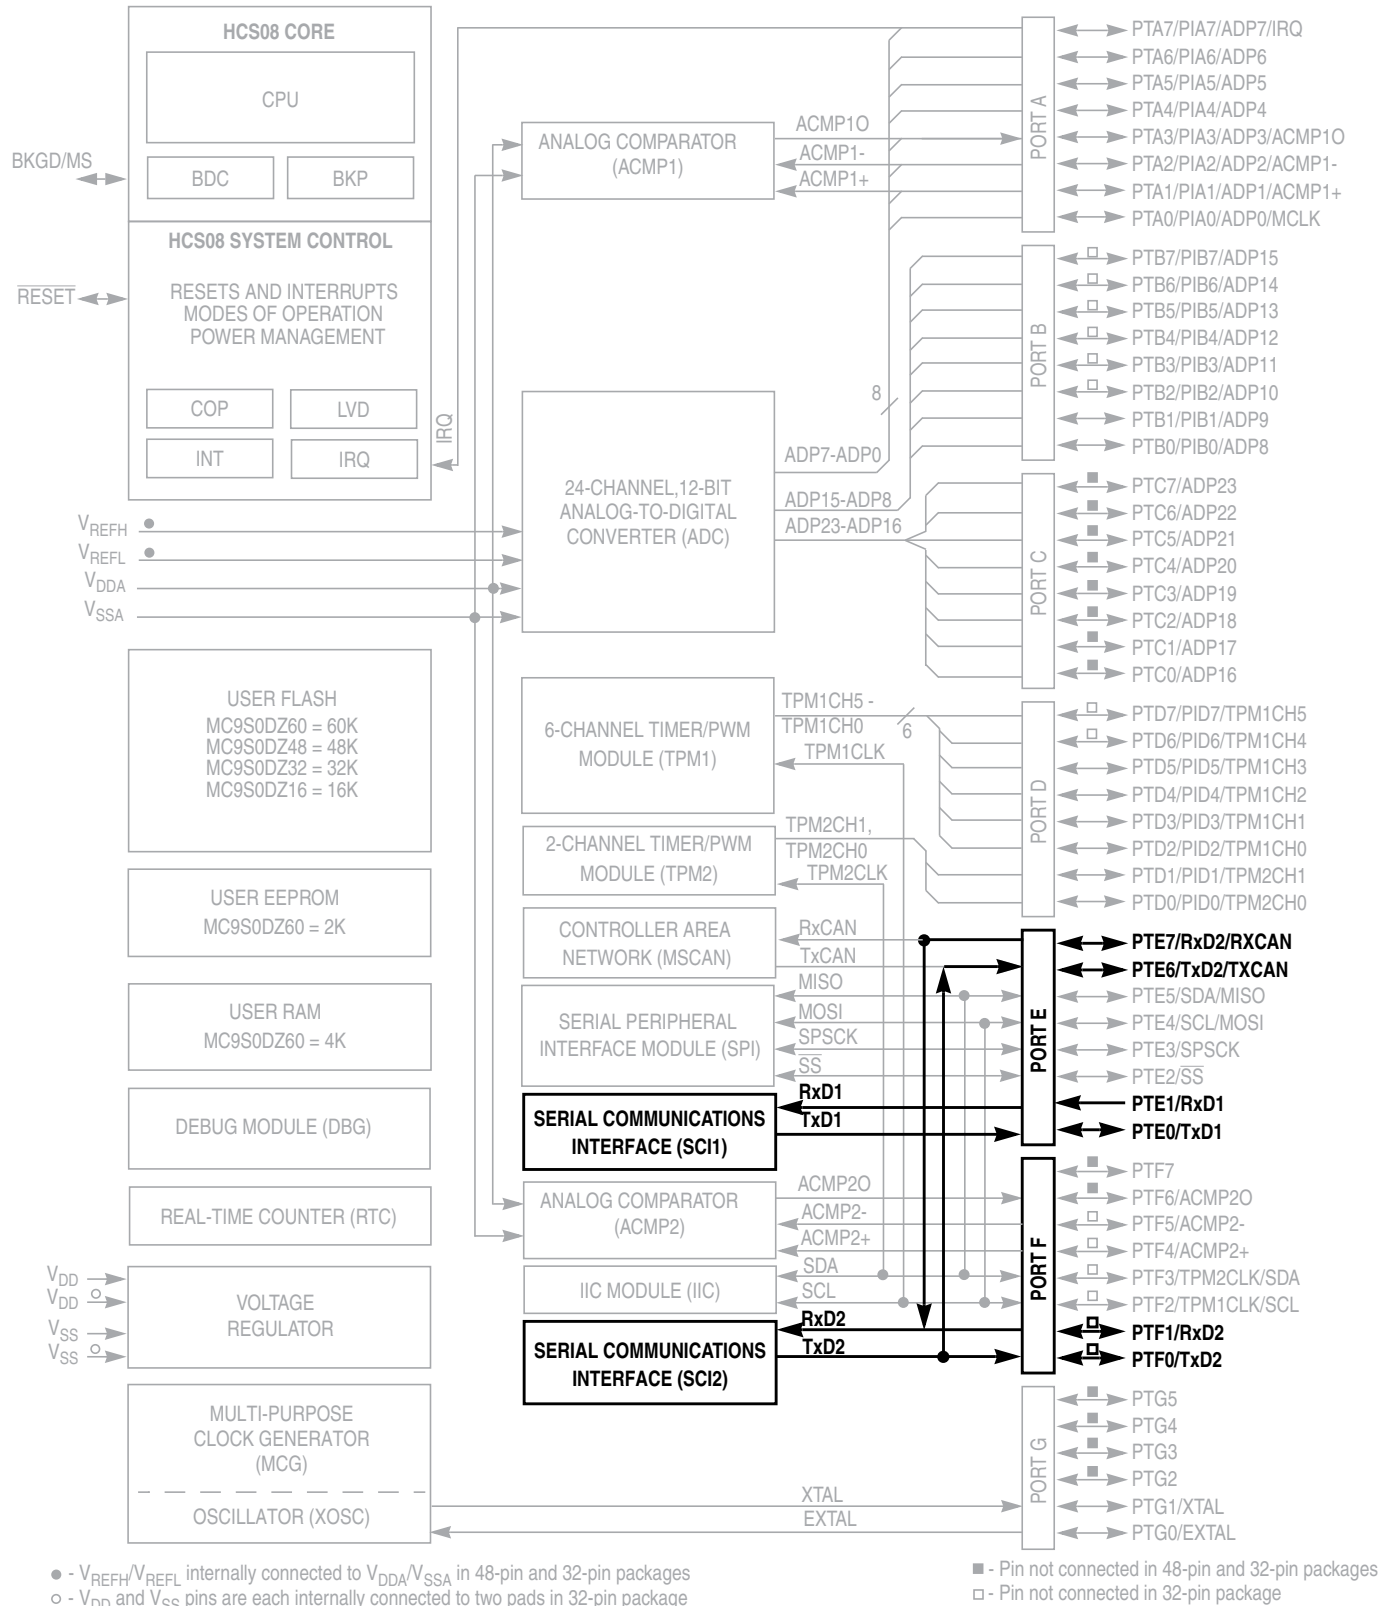 HCS08 CORE
CPU
BDC
BKP
BKGD/MS
HCS08 SYSTEM CONTROL
RESETS AND INTERRUPTS
MODES OF OPERATION
POWER MANAGEMENT
RESET
COP
LVD
INT
IRQ
IRQ
VREFH
VREFL
VDDA
VSSA
USER FLASH
MC9S0DZ60 = 60K
MC9S0DZ48 = 48K
MC9S0DZ32 = 32K
MC9S0DZ16 = 16K
USER EEPROM
MC9S0DZ60 = 2K
USER RAM
MC9S0DZ60 = 4K
DEBUG MODULE (DBG)
REAL-TIME COUNTER (RTC)
VDD
VDD
VSS
VSS
VOLTAGE
REGULATOR
MULTI-PURPOSE
CLOCK GENERATOR
(MCG)
OSCILLATOR (XOSC)
ANALOG COMPARATOR
(ACMP1)
ACMP1O
ACMP1-
ACMP1+
24-CHANNEL,12-BIT
ANALOG-TO-DIGITAL
CONVERTER (ADC)
8
ADP7-ADP0
ADP15-ADP8
ADP23-ADP16
6-CHANNEL TIMER/PWM
MODULE (TPM1)
TPM1CH5 -
TPM1CH0
6
TPM1CLK
2-CHANNEL TIMER/PWM
MODULE (TPM2)
TPM2CH1,
TPM2CH0
TPM2CLK
CONTROLLER AREA
NETWORK (MSCAN)
RxCAN
TxCAN
SERIAL PERIPHERAL
INTERFACE MODULE (SPI)
MISO
MOSI
SPSCK
SS
SERIAL COMMUNICATIONS
INTERFACE (SCI1)
RxD1
TxD1
ANALOG COMPARATOR
(ACMP2)
ACMP2O
ACMP2-
ACMP2+
IIC MODULE (IIC)
SDA
SCL
SERIAL COMMUNICATIONS
INTERFACE (SCI2)
RxD2
TxD2
XTAL
EXTAL
PORT A
PTA7/PIA7/ADP7/IRQ
PTA6/PIA6/ADP6
PTA5/PIA5/ADP5
PTA4/PIA4/ADP4
PTA3/PIA3/ADP3/ACMP1O
PTA2/PIA2/ADP2/ACMP1-
PTA1/PIA1/ADP1/ACMP1+
PTA0/PIA0/ADP0/MCLK
PORT B
PTB7/PIB7/ADP15
PTB6/PIB6/ADP14
PTB5/PIB5/ADP13
PTB4/PIB4/ADP12
PTB3/PIB3/ADP11
PTB2/PIB2/ADP10
PTB1/PIB1/ADP9
PTB0/PIB0/ADP8
PORT C
PTC7/ADP23
PTC6/ADP22
PTC5/ADP21
PTC4/ADP20
PTC3/ADP19
PTC2/ADP18
PTC1/ADP17
PTC0/ADP16
PORT D
PTD7/PID7/TPM1CH5
PTD6/PID6/TPM1CH4
PTD5/PID5/TPM1CH3
PTD4/PID4/TPM1CH2
PTD3/PID3/TPM1CH1
PTD2/PID2/TPM1CH0
PTD1/PID1/TPM2CH1
PTD0/PID0/TPM2CH0
PORT E
PTE7/RxD2/RXCAN
PTE6/TxD2/TXCAN
PTE5/SDA/MISO
PTE4/SCL/MOSI
PTE3/SPSCK
PTE2/SS
PTE1/RxD1
PTE0/TxD1
PORT F
PTF7
PTF6/ACMP2O
PTF5/ACMP2-
PTF4/ACMP2+
PTF3/TPM2CLK/SDA
PTF2/TPM1CLK/SCL
PTF1/RxD2
PTF0/TxD2
PORT G
PTG5
PTG4
PTG3
PTG2
PTG1/XTAL
PTG0/EXTAL
● - VREFH/VREFL internally connected to VDDA/VSSA in 48-pin and 32-pin packages
○ - VDD and VSS pins are each internally connected to two pads in 32-pin package
■ - Pin not connected in 48-pin and 32-pin packages
□ - Pin not connected in 32-pin package